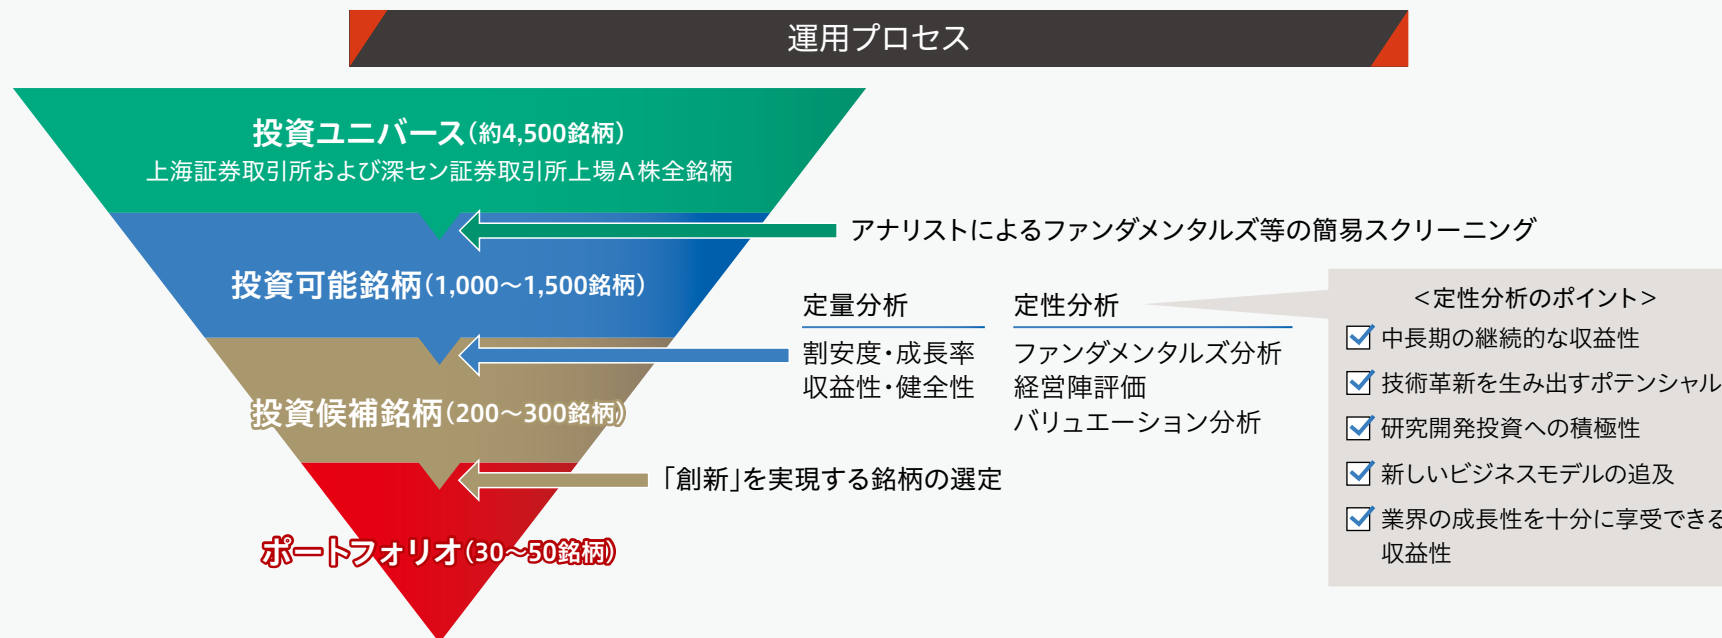 運用プロセス
投資ユニバース（約4,500銘柄）
上海証券取引所および深セン証券取引所上場A株全銘柄
アナリストによるファンダメンタルズ等の簡易スクリーニング
投資可能銘柄（1,000～1,500銘柄）
定量分析
割安度・成長率
収益性・健全性
定性分析
ファンダメンタルズ分析
経営陣評価
バリュエーション分析
＜定性分析のポイント＞
中長期の継続的な収益性
技術革新を生み出すポテンシャル
研究開発投資への積極性
新しいビジネスモデルの追及
業界の成長性を十分に享受できる
収益性
投資候補銘柄（200～300銘柄）
「創新」を実現する銘柄の選定
ポートフォリオ（30～50銘柄）